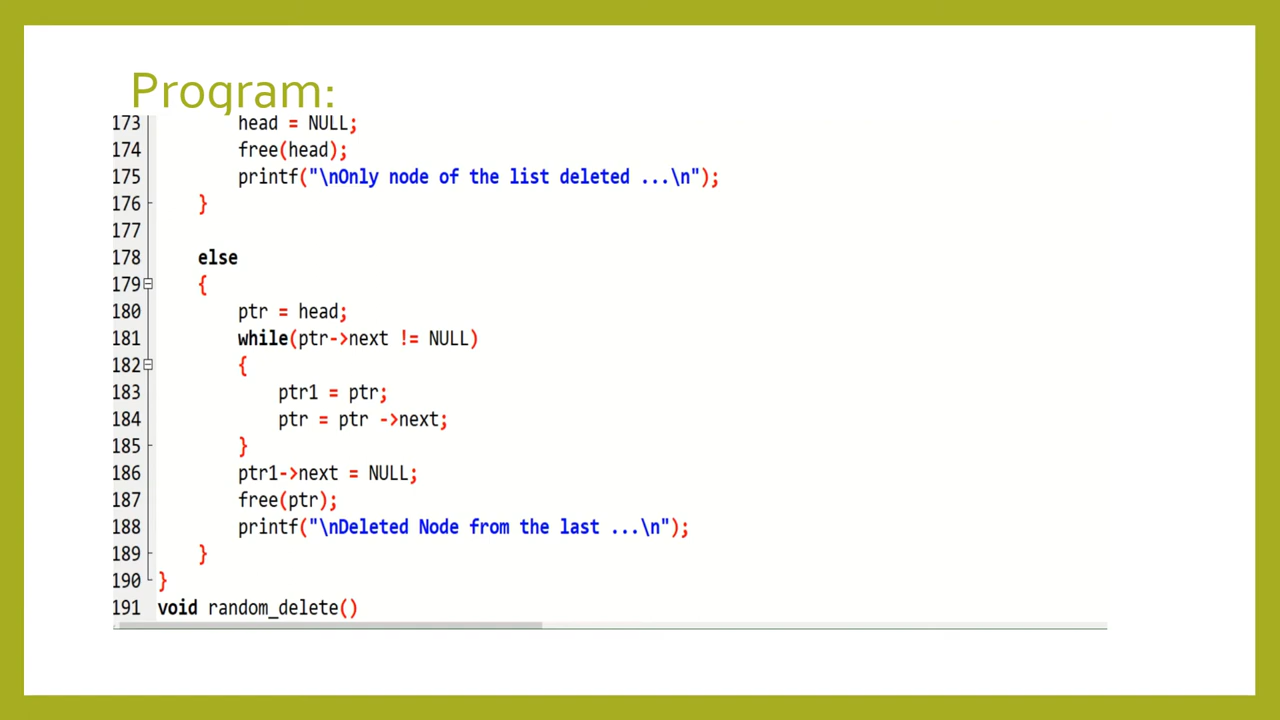 Program:
173 head = NULL;
174 free(head);
175 printf("\nOnly node of the list deleted ...\n");
176 }
177
178 else
179 {
180 ptr = head;
181 while(ptr->next != NULL)
182 {
183 ptr1 = ptr;
184 ptr = ptr ->next;
185 }
186 ptr1->next = NULL;
187 free(ptr);
188 printf("\nDeleted Node from the last ...\n");
189 }
190 }
191 void random_delete()